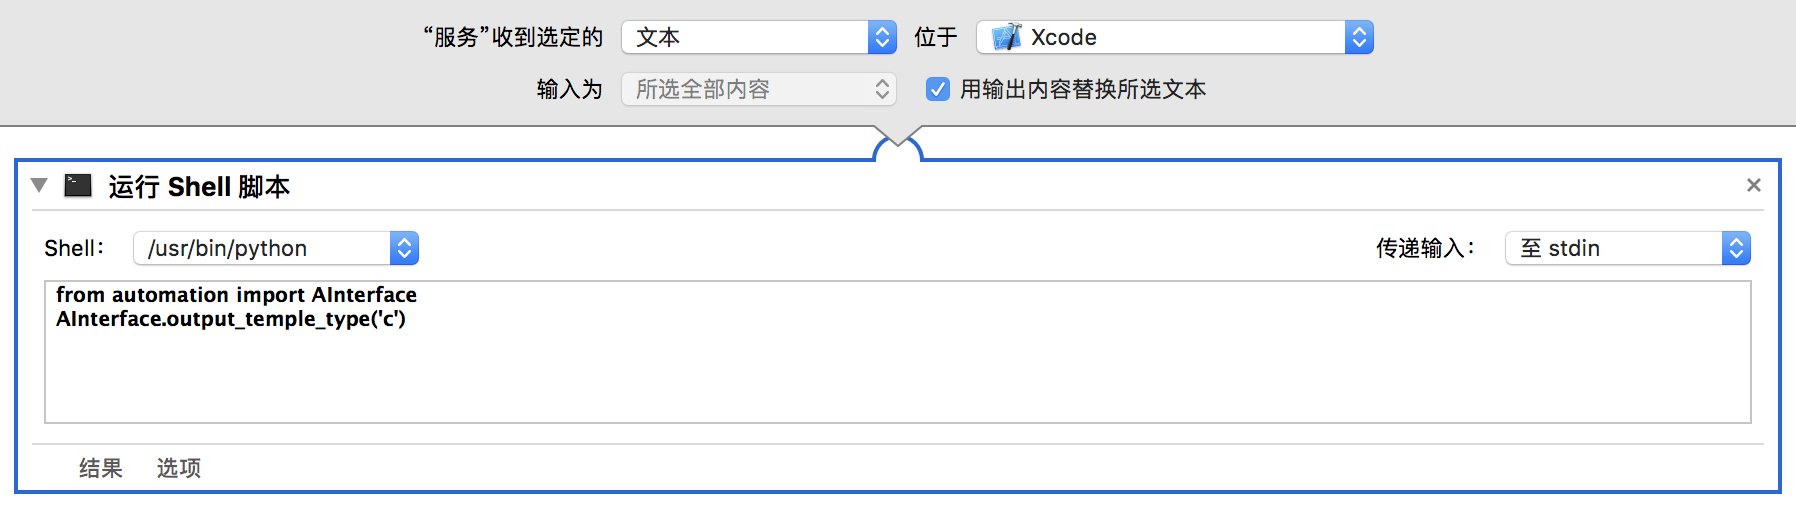 “服务”收到选定的 文本 位于 Xcode
输入为 所选全部内容 用输出内容替换所选文本
运行 Shell 脚本
Shell： /usr/bin/python 传递输入： 至 stdin
from automation import AInterface
AInterface.output_temple_type('c')
结果 选项